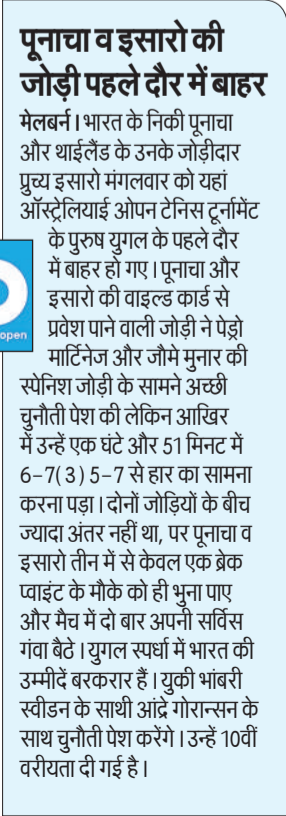 पूनाचा व इसारो की
जोड़ी पहले दौर में बाहर
मेलबर्न। भारत के निकी पूनाचा
और थाईलैंड के उनके जोड़ीदार
प्रुच्य इसारो मंगलवार को यहां
ऑस्ट्रेलियाई ओपन टेनिस टूर्नामेंट
के पुरुष युगल के पहले दौर
में बाहर हो गए। पूनाचा और
इसारो की वाइल्ड कार्ड से
प्रवेश पाने वाली जोड़ी ने पेड्रो
open
मार्टिनेज और जौमे मुनार की
स्पेनिश जोड़ी के सामने अच्छी
चुनौती पेश की लेकिन आखिर
में उन्हें एक घंटे और 51 मिनट में
6-7(3) 5-7 से हार का सामना
करना पड़ा। दोनों जोड़ियों के बीच
ज्यादा अंतर नहीं था, पर पूनाचा व
इसारो तीन में से केवल एक ब्रेक
प्वाइंट के मौके को ही भुना पाए
और मैच में दो बार अपनी सर्विस
गंवा बैठे। युगल स्पर्धा में भारत की
उम्मीदें बरकरार हैं। युकी भांबरी
स्वीडन के साथी आंद्रे गोरान्सन के
साथ चुनौती पेश करेंगे। उन्हें 10वीं
वरीयता दी गई है।